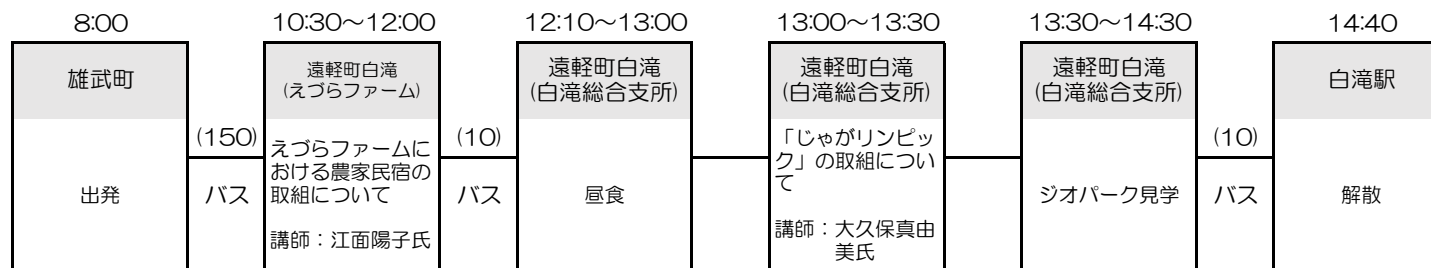 8:00
雄武町
出発
(150)
バス
10:30～12:00
遠軽町白滝
(えづらファーム)
えづらファームに
おける農家民宿の
取組について
講師：江面陽子氏
(10)
バス
12:10～13:00
遠軽町白滝
(白滝総合支所)
昼食
13:00～13:30
遠軽町白滝
(白滝総合支所)
「じゃがリンピッ
ク」の取組につい
て
講師：大久保真由
美氏
13:30～14:30
遠軽町白滝
(白滝総合支所)
ジオパーク見学
(10)
バス
14:40
白滝駅
解散